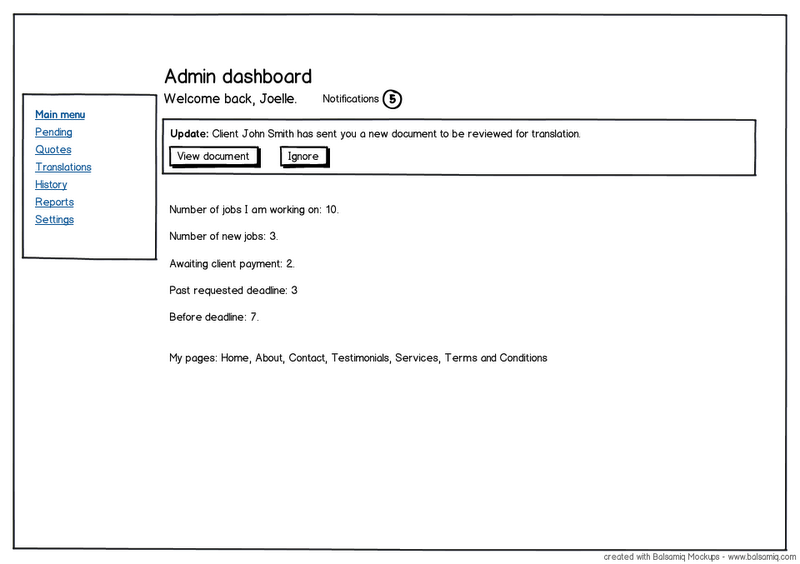 Admin dashboard
Welcome back, Joelle.
Notifications 5
Main menu
Pending
Quotes
Translations
History
Reports
Settings
Update: Client John Smith has sent you a new document to be reviewed for translation.
View document
Ignore
Number of jobs I am working on: 10.
Number of new jobs: 3.
Awaiting client payment: 2.
Past requested deadline: 3
Before deadline: 7.
My pages: Home, About, Contact, Testimonials, Services, Terms and Conditions
created with Balsamiq Mockups - www.balsamiq.com